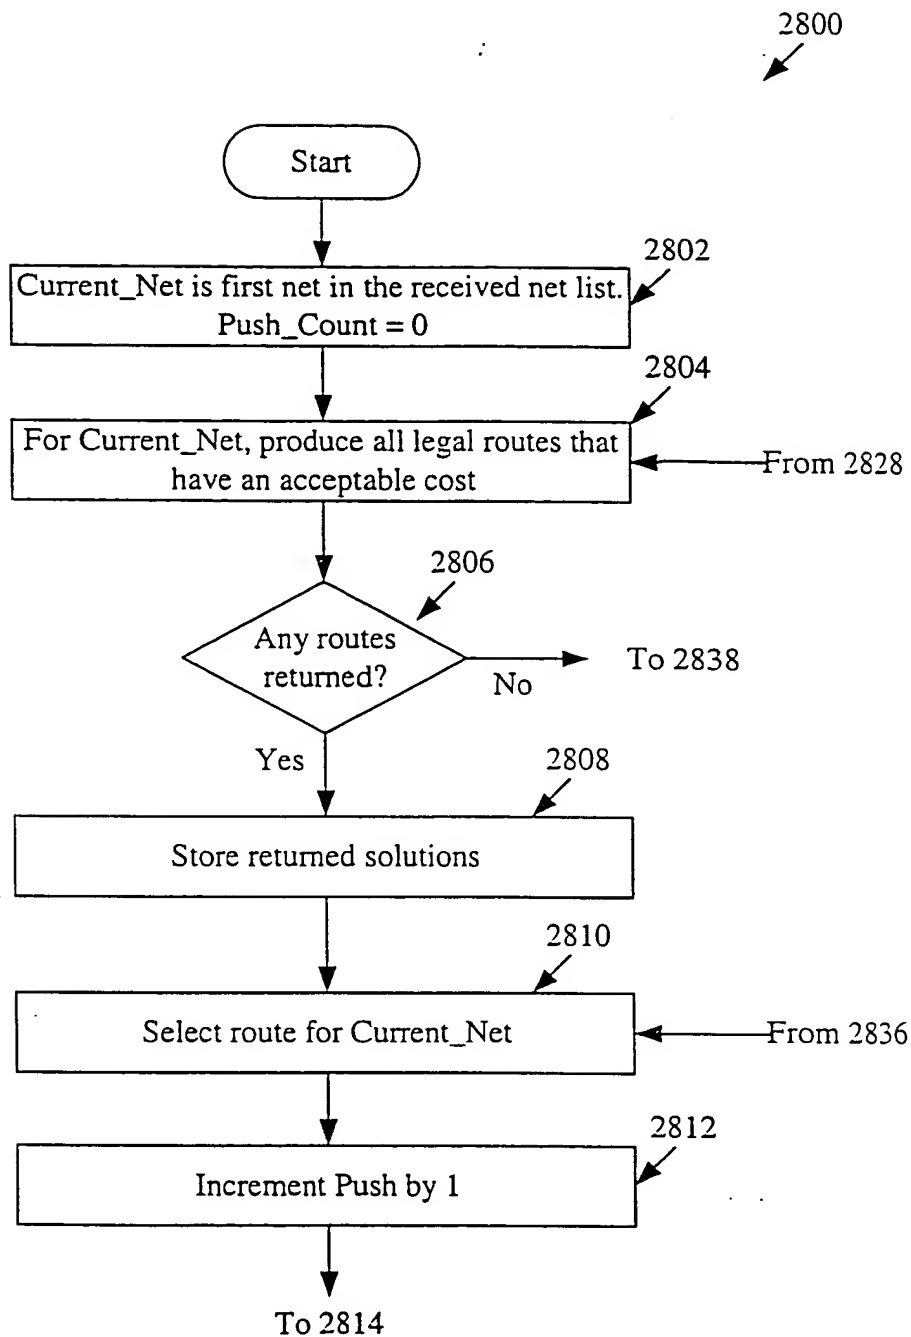 2800
Start
2802
Current_Net is first net in the received net list.
Push_Count = 0
2804
For Current_Net, produce all legal routes that
have an acceptable cost
From 2828
2806
Any routes
returned?
No
To 2838
Yes
2808
Store returned solutions
2810
Select route for Current_Net
From 2836
2812
Increment Push by 1
To 2814